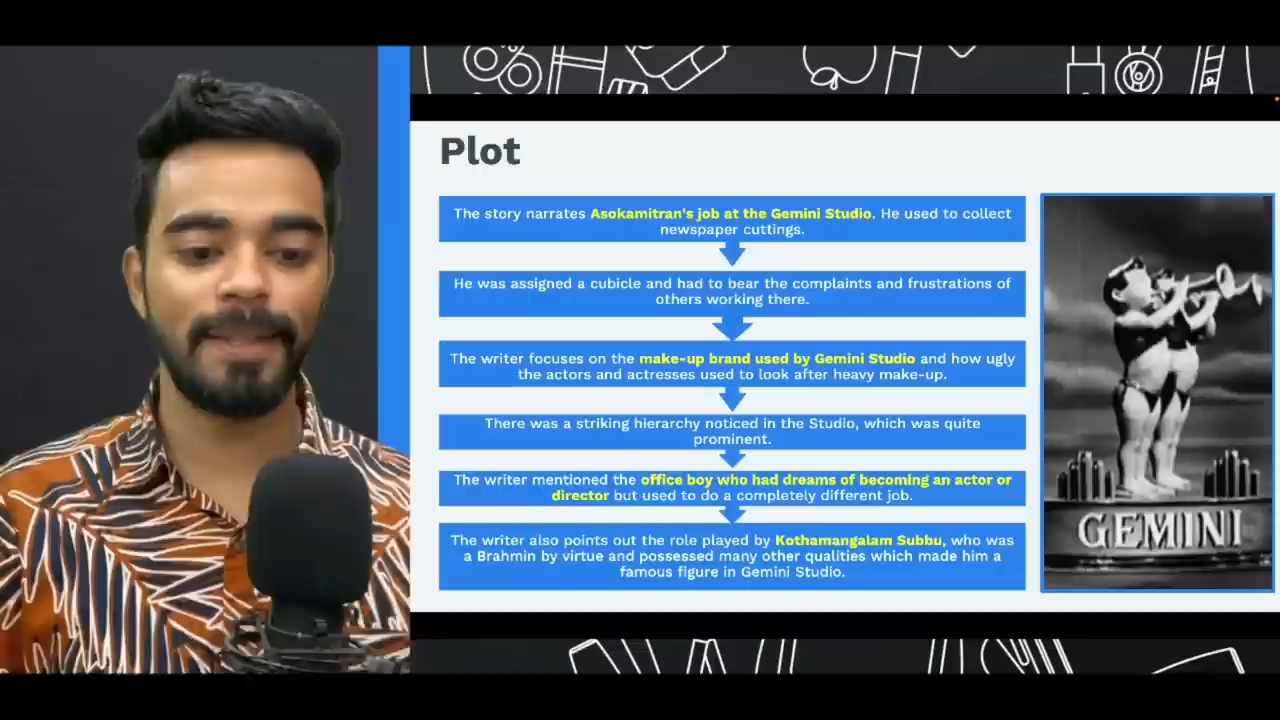 Plot
The story narrates Asokamitran's job at the Gemini Studio. He used to collect
newspaper cuttings.
He was assigned a cubicle and had to bear the complaints and frustrations of
others working there.
The writer focuses on the make-up brand used by Gemini Studio and how ugly
the actors and actresses used to look after heavy make-up.
There was a striking hierarchy noticed in the Studio, which was quite
prominent.
The writer mentioned the office boy who had dreams of becoming an actor or
director but used to do a completely different job.
The writer also points out the role played by Kothamangalam Subbu, who was
a Brahmin by virtue and possessed many other qualities which made him a
famous figure in Gemini Studio.
GEMINI